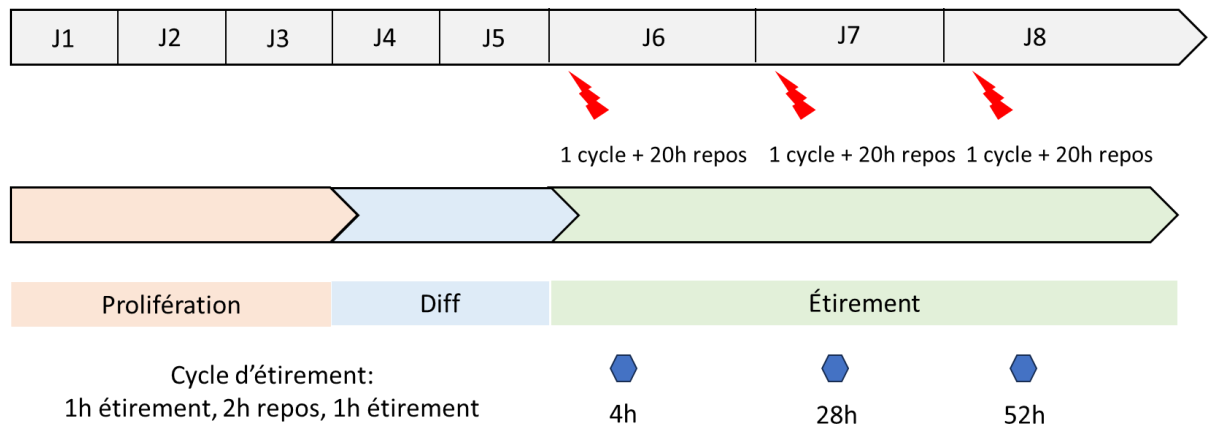 J1 J2 J3 J4 J5 J6 J7 J8
1 cycle + 20h repos 1 cycle + 20h repos 1 cycle + 20h repos
Prolifération Diff Étirement
Cycle d'étirement:
1h étirement, 2h repos, 1h étirement
4h 28h 52h